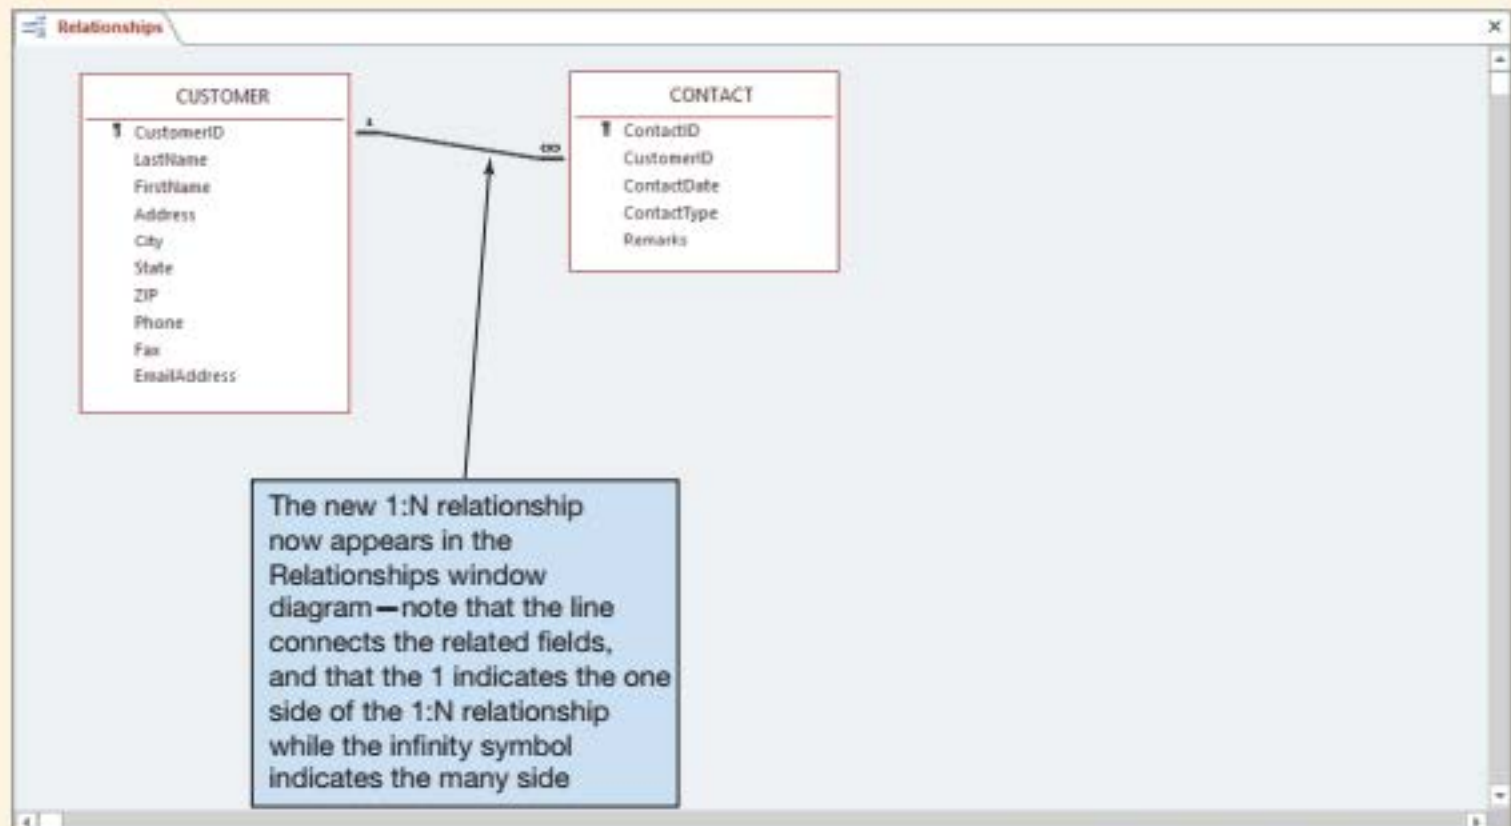 Relationships
CUSTOMER
CustomerID
LastName
FirstName
Address
City
State
ZIP
Phone
Fax
EmailAddress
1
∞
CONTACT
ContactID
CustomerID
ContactDate
ContactType
Remarks
The new 1:N relationship
now appears in the
Relationships window
diagram—note that the line
connects the related fields,
and that the 1 indicates the one
side of the 1:N relationship
while the infinity symbol
indicates the many side